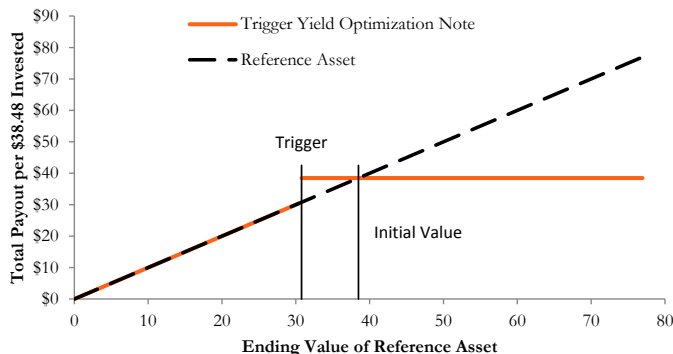 $90
$80
$70
$60
$50
$40
$30
$20
$10
$0
Total Payout per $38.48 Invested
Trigger Yield Optimization Note
Reference Asset
Trigger
Initial Value
0 10 20 30 40 50 60 70 80
Ending Value of Reference Asset